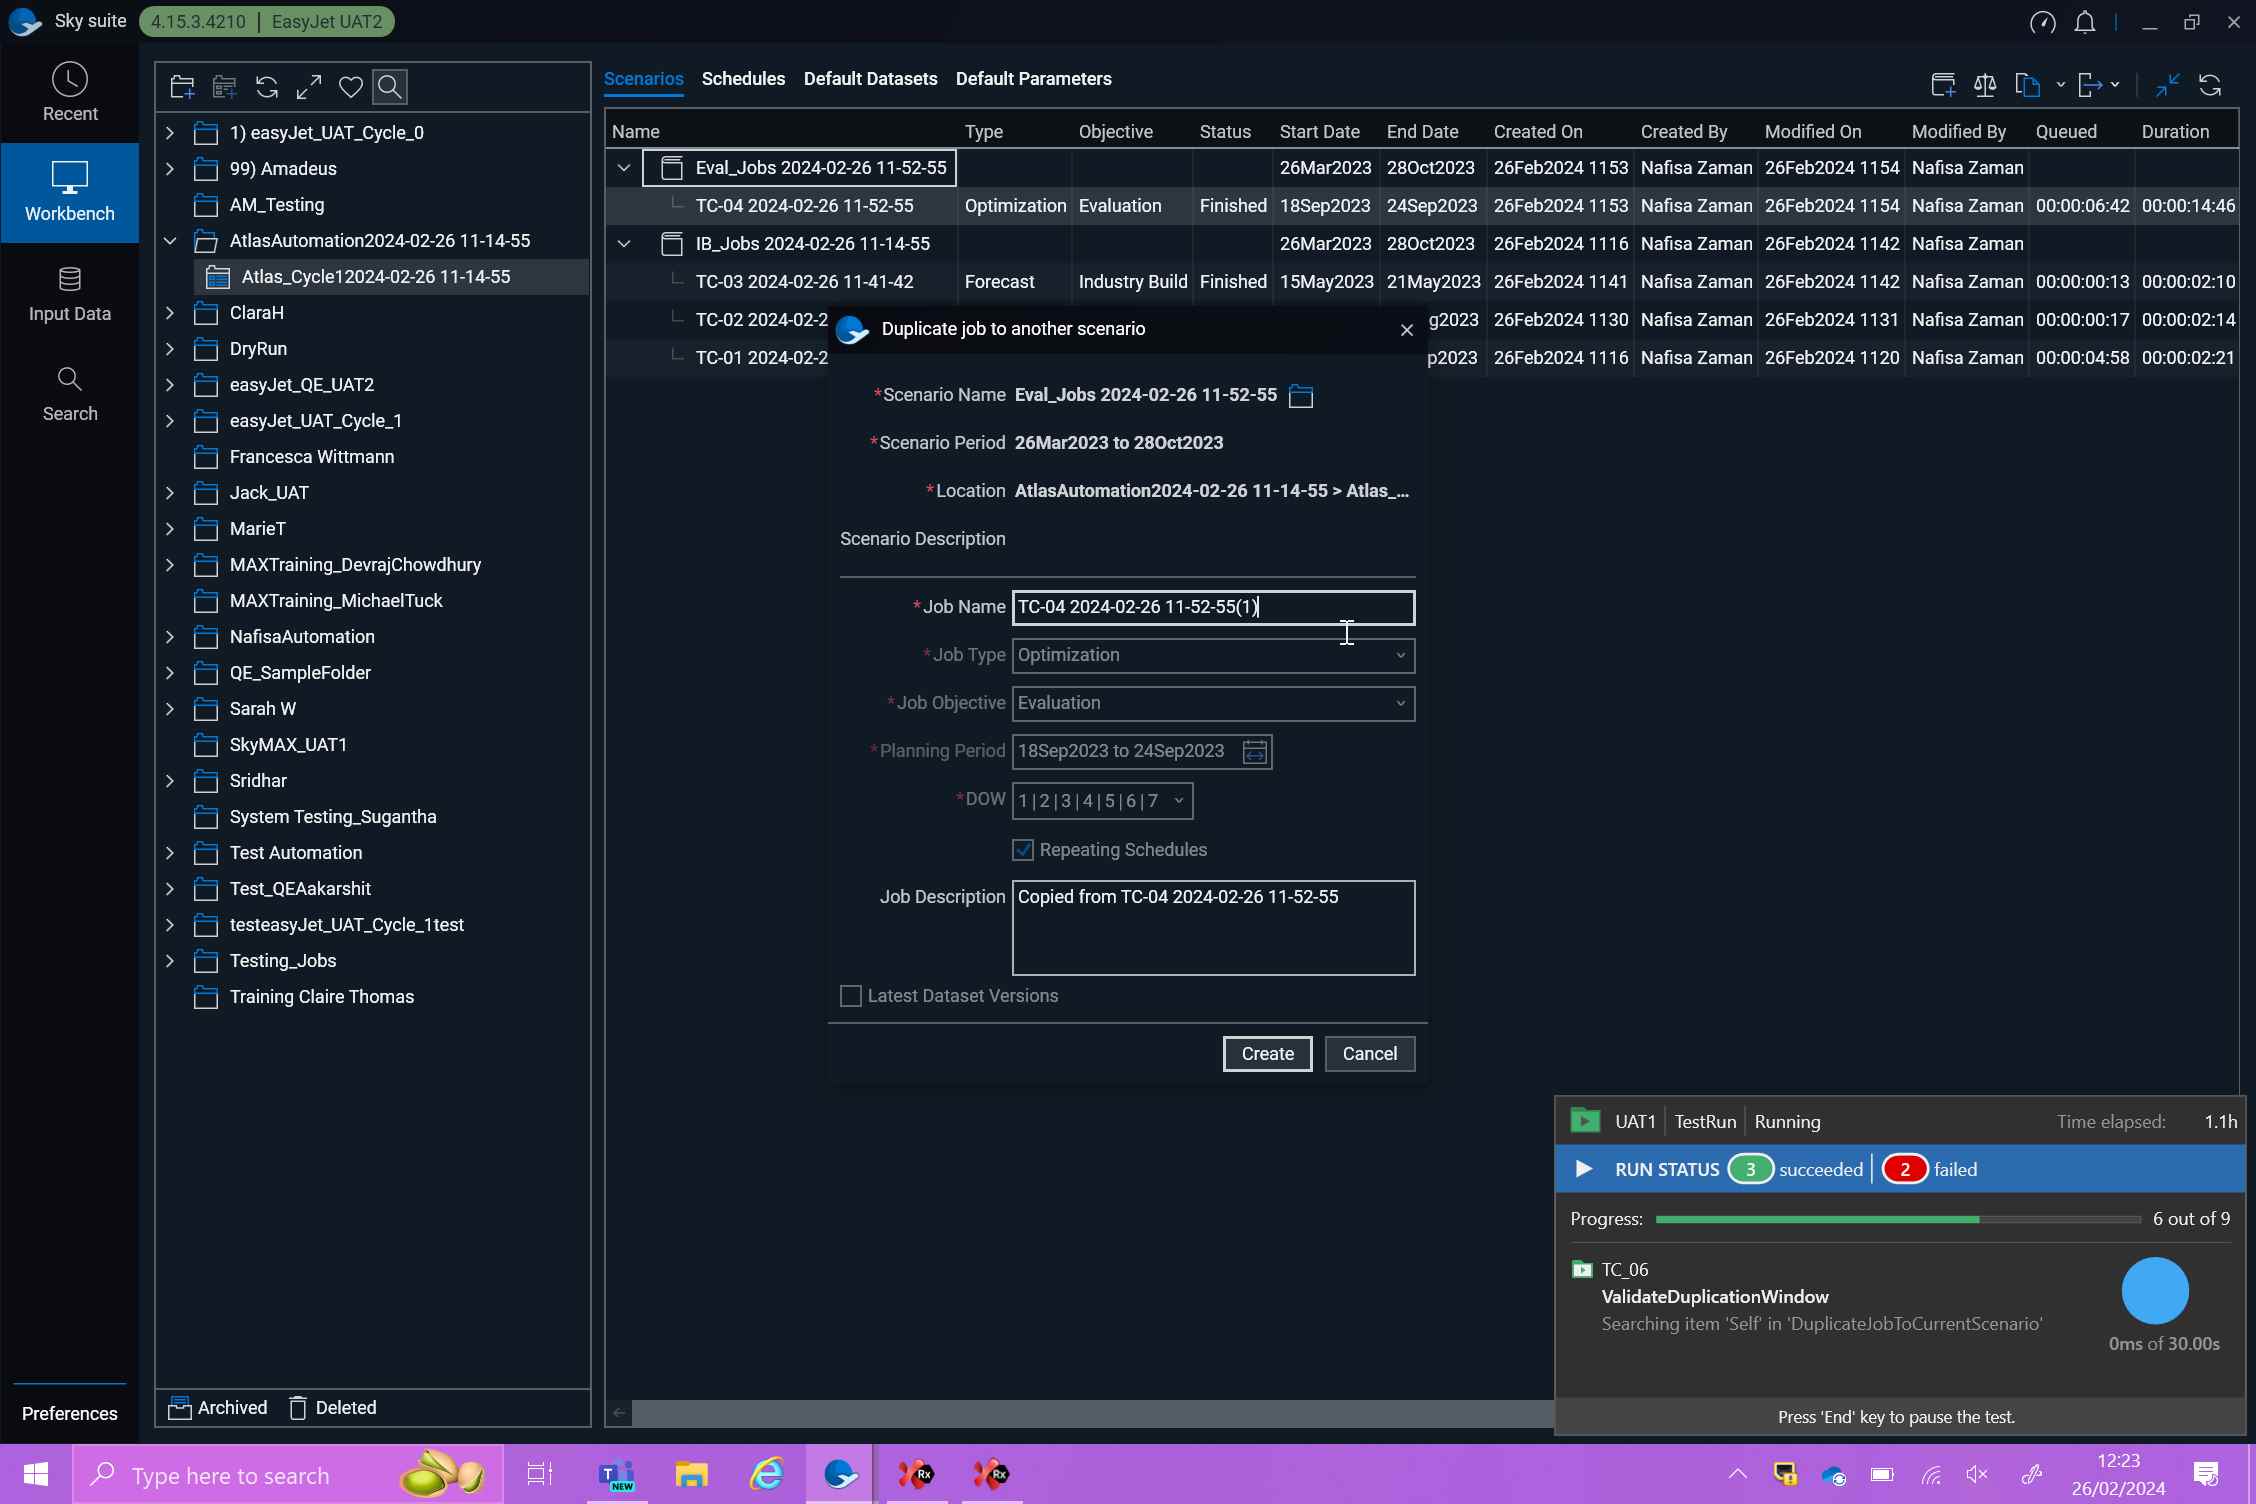 Sky suite 4.15.3.4210 | EasyJet UAT2
Recent
Workbench
Input Data
Search
Preferences
1) easyJet_UAT_Cycle_0
99) Amadeus
AM_Testing
AtlasAutomation2024-02-26 11-14-55
Atlas_Cycle12024-02-26 11-14-55
ClaraH
DryRun
easyJet_QE_UAT2
easyJet_UAT_Cycle_1
Francesca Wittmann
Jack_UAT
MarieT
MAXTraining_DevrajChowdhury
MAXTraining_MichaelTuck
NafisaAutomation
QE_SampleFolder
Sarah W
SkyMAX_UAT1
Sridhar
System Testing_Sugantha
Test Automation
Test_QEAakarshit
testeasyJet_UAT_Cycle_1test
Testing_Jobs
Training Claire Thomas
Archived Deleted
Scenarios Schedules Default Datasets Default Parameters
Name Type Objective Status Start Date End Date Created On Created By Modified On Modified By Queued Duration
Eval_Jobs 2024-02-26 11-52-55 26Mar2023 28Oct2023 26Feb2024 1153 Nafisa Zaman 26Feb2024 1154 Nafisa Zaman
TC-04 2024-02-26 11-52-55 Optimization Evaluation Finished 18Sep2023 24Sep2023 26Feb2024 1153 Nafisa Zaman 26Feb2024 1154 Nafisa Zaman 00:00:06:42 00:00:14:46
IB_Jobs 2024-02-26 11-14-55 26Mar2023 28Oct2023 26Feb2024 1116 Nafisa Zaman 26Feb2024 1142 Nafisa Zaman
TC-03 2024-02-26 11-41-42 Forecast Industry Build Finished 15May2023 21May2023 26Feb2024 1141 Nafisa Zaman 26Feb2024 1142 Nafisa Zaman 00:00:00:13 00:00:02:10
TC-02 2024-02-2 g2023 26Feb2024 1130 Nafisa Zaman 26Feb2024 1131 Nafisa Zaman 00:00:00:17 00:00:02:14
TC-01 2024-02-2 p2023 26Feb2024 1116 Nafisa Zaman 26Feb2024 1120 Nafisa Zaman 00:00:04:58 00:00:02:21
Duplicate job to another scenario
*Scenario Name Eval_Jobs 2024-02-26 11-52-55
*Scenario Period 26Mar2023 to 28Oct2023
*Location AtlasAutomation2024-02-26 11-14-55 > Atlas_...
Scenario Description
*Job Name TC-04 2024-02-26 11-52-55(1)
*Job Type Optimization
*Job Objective Evaluation
*Planning Period 18Sep2023 to 24Sep2023
*DOW 1|2|3|4|5|6|7
Repeating Schedules
Job Description Copied from TC-04 2024-02-26 11-52-55
Latest Dataset Versions
Create Cancel
UAT1 TestRun Running Time elapsed: 1.1h
RUN STATUS 3 succeeded 2 failed
Progress: 6 out of 9
TC_06
ValidateDuplicationWindow
Searching item 'Self' in 'DuplicateJobToCurrentScenario'
0ms of 30.00s
Press 'End' key to pause the test.
Type here to search
T NEW
Rx
Rx
12:23
26/02/2024